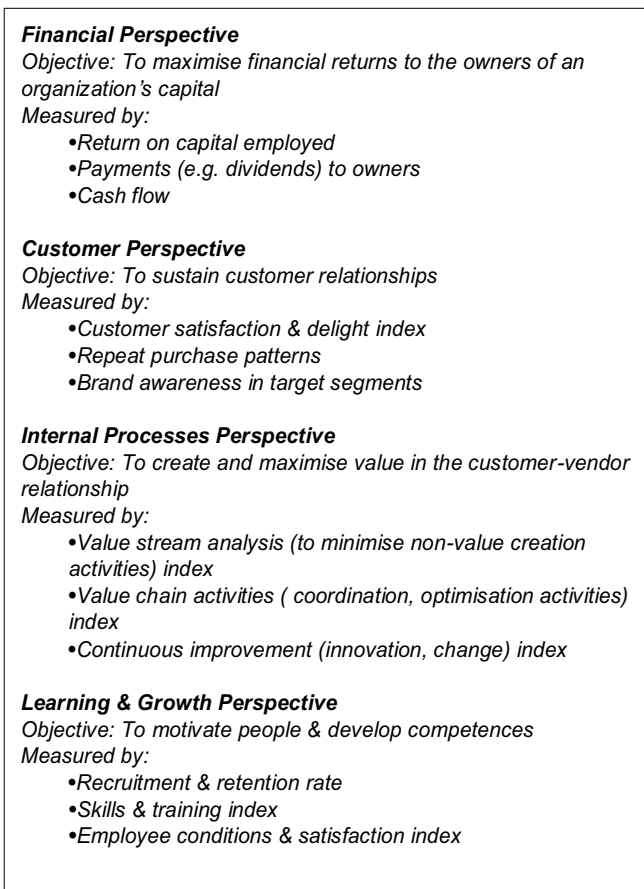 Financial Perspective
Objective: To maximise financial returns to the owners of an
organization's capital
Measured by:
•Return on capital employed
•Payments (e.g. dividends) to owners
•Cash flow
Customer Perspective
Objective: To sustain customer relationships
Measured by:
•Customer satisfaction & delight index
•Repeat purchase patterns
•Brand awareness in target segments
Internal Processes Perspective
Objective: To create and maximise value in the customer-vendor
relationship
Measured by:
•Value stream analysis (to minimise non-value creation
activities) index
•Value chain activities ( coordination, optimisation activities)
index
•Continuous improvement (innovation, change) index
Learning & Growth Perspective
Objective: To motivate people & develop competences
Measured by:
•Recruitment & retention rate
•Skills & training index
•Employee conditions & satisfaction index